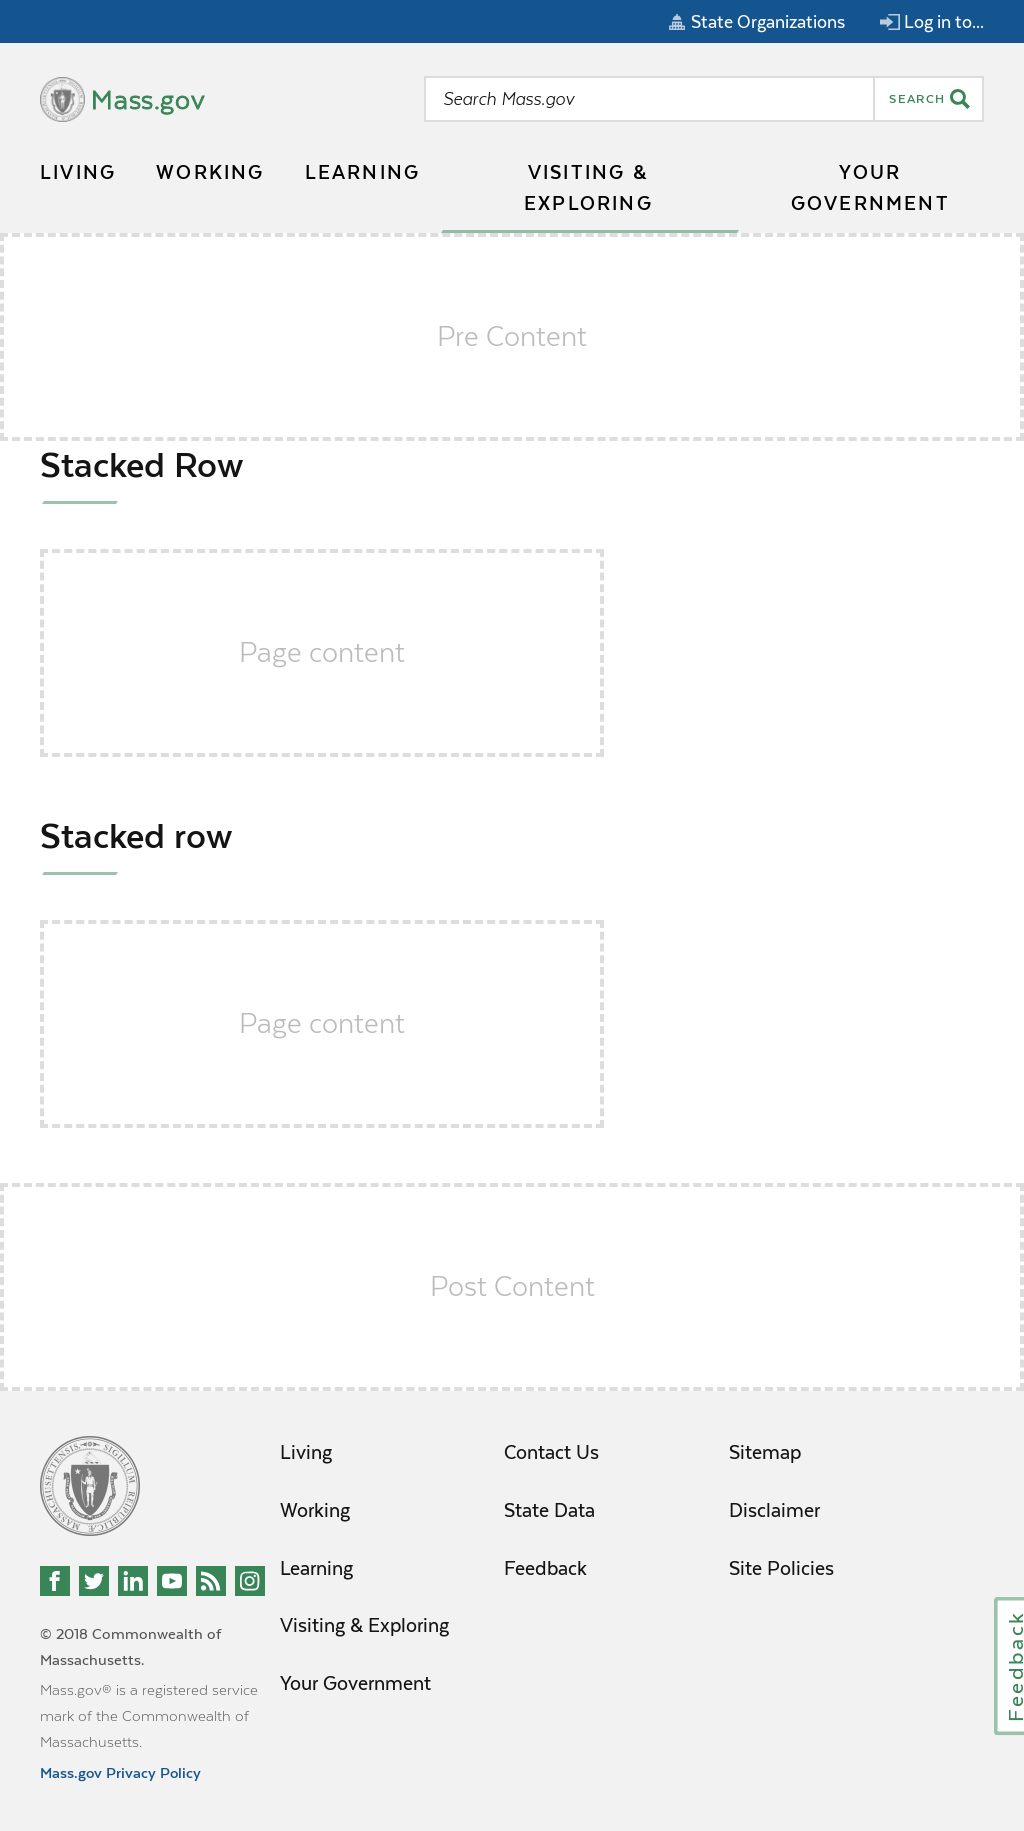 State Organizations
Log in to...
Mass.gov
Search Mass.gov
SEARCH
LIVING
WORKING
LEARNING
VISITING &
EXPLORING
YOUR
GOVERNMENT
Pre Content
Stacked Row
Page content
Stacked row
Page content
Post Content
SIGILLUM REIPUBLICÆ MASSACHUSETTENSIS
© 2018 Commonwealth of
Massachusetts.
Mass.gov® is a registered service
mark of the Commonwealth of
Massachusetts.
Mass.gov Privacy Policy
Living
Working
Learning
Visiting & Exploring
Your Government
Contact Us
State Data
Feedback
Sitemap
Disclaimer
Site Policies
Feedback